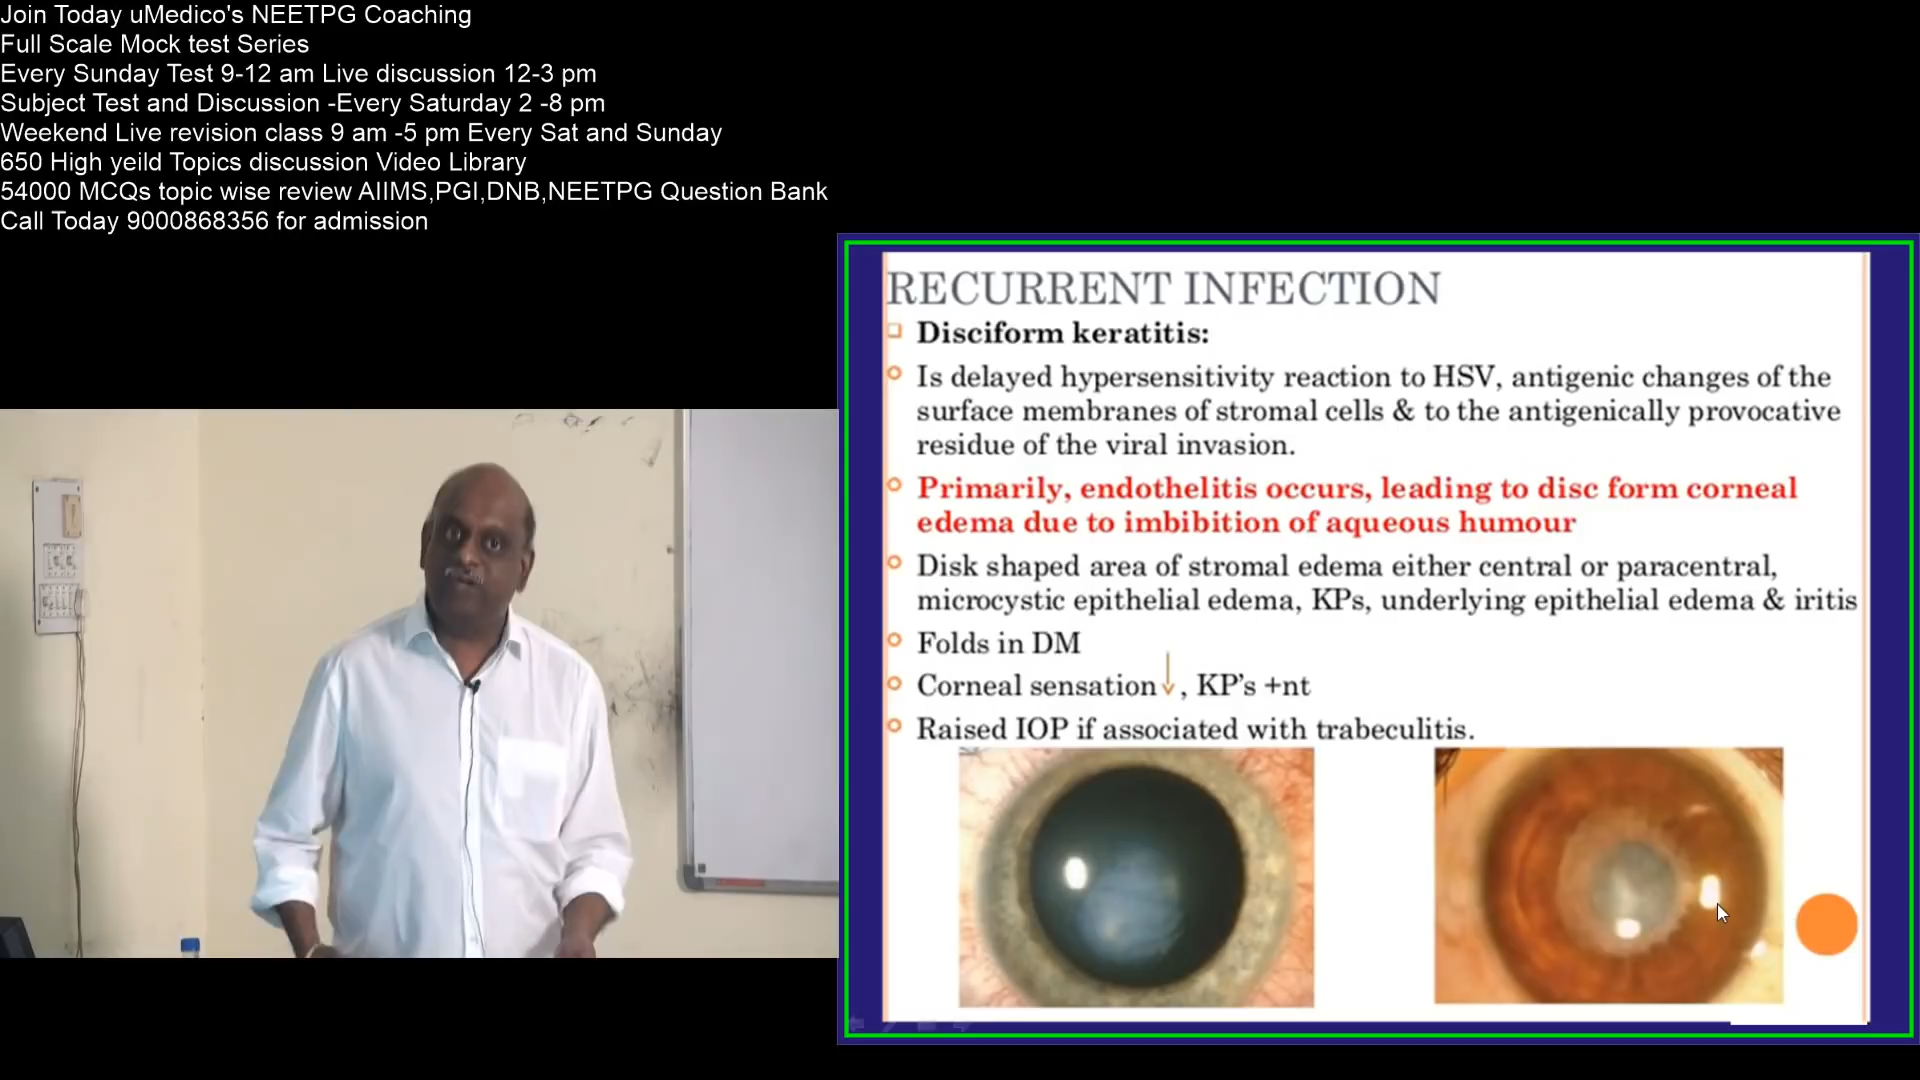 Join Today uMedico's NEETPG Coaching
Full Scale Mock test Series
Every Sunday Test 9-12 am Live discussion 12-3 pm
Subject Test and Discussion -Every Saturday 2 -8 pm
Weekend Live revision class 9 am -5 pm Every Sat and Sunday
650 High yeild Topics discussion Video Library
54000 MCQs topic wise review AIIMS,PGI,DNB,NEETPG Question Bank
Call Today 9000868356 for admission
RECURRENT INFECTION
Disciform keratitis:
Is delayed hypersensitivity reaction to HSV, antigenic changes of the
surface membranes of stromal cells & to the antigenically provocative
residue of the viral invasion.
Primarily, endothelitis occurs, leading to disc form corneal
edema due to imbibition of aqueous humour
Disk shaped area of stromal edema either central or paracentral,
microcystic epithelial edema, KPs, underlying epithelial edema & iritis
Folds in DM
Corneal sensation↓, KP's +nt
Raised IOP if associated with trabeculitis.